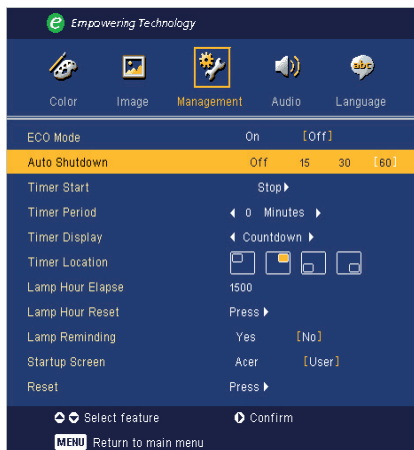 e Empowering Technology
abc
Color Image Management Audio Language
ECO Mode On [Off]
Auto Shutdown Off 15 30 [60]
Timer Start Stop
Timer Period 0 Minutes
Timer Display Countdown
Timer Location
Lamp Hour Elapse 1500
Lamp Hour Reset Press
Lamp Reminding Yes [No]
Startup Screen Acer [User]
Reset Press
Select feature Confirm
MENU Return to main menu